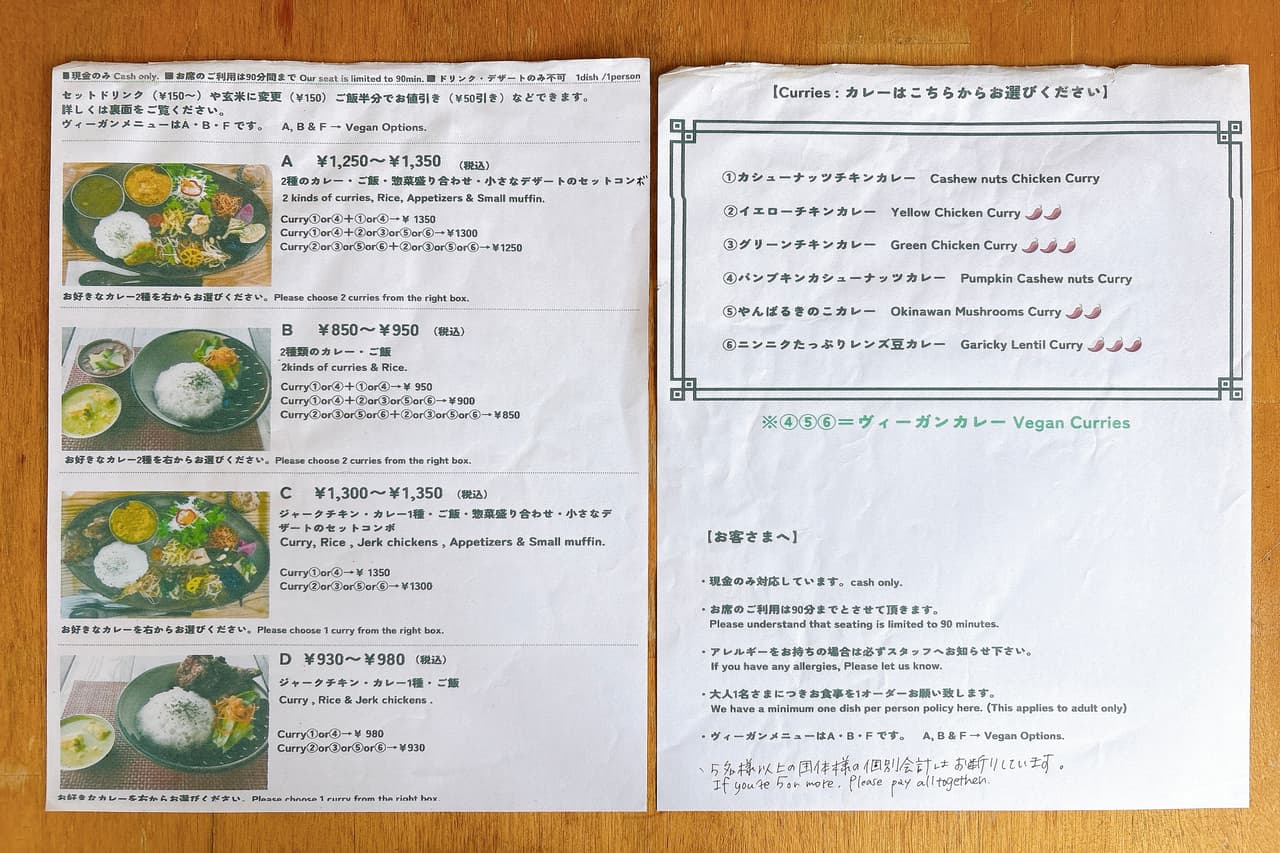 ■現金のみ Cash only. ■お席のご利用は90分間まで Our seat is limited to 90min. ■ドリンク・デザートのみ不可 1dish /1person
セットドリンク（¥150～）や玄米に変更（¥150）ご飯半分でお値引き（¥50引き）などできます。
詳しくは裏面をご覧ください。
ヴィーガンメニューはA・B・F です。 A, B & F → Vegan Options.
A ¥1,250～¥1,350 （税込）
2種のカレー・ご飯・惣菜盛り合わせ・小さなデザートのセットコンボ
2 kinds of curries, Rice, Appetizers & Small muffin.
Curry①or④＋①or④→¥ 1350
Curry①or④＋②or③or⑤or⑥→¥1300
Curry②or③or⑤or⑥＋②or③or⑤or⑥→¥1250
お好きなカレー2種を右からお選びください。Please choose 2 curries from the right box.
B ¥850～¥950 （税込）
2種類のカレー・ご飯
2kinds of curries & Rice.
Curry①or④＋①or④→¥ 950
Curry①or④＋②or③or⑤or⑥→¥900
Curry②or③or⑤or⑥＋②or③or⑤or⑥→¥850
お好きなカレー2種を右からお選びください。Please choose 2 curries from the right box.
C ¥1,300～¥1,350 （税込）
ジャークチキン・カレー1種・ご飯・惣菜盛り合わせ・小さなデ
ザートのセットコンボ
Curry, Rice , Jerk chickens , Appetizers & Small muffin.
Curry①or④→¥ 1350
Curry②or③or⑤or⑥→¥1300
お好きなカレーを右からお選びください。Please choose 1 curry from the right box.
D ¥930～¥980 （税込）
ジャークチキン・カレー1種・ご飯
Curry , Rice & Jerk chickens .
Curry①or④→¥ 980
Curry②or③or⑤or⑥→¥930
お好きなカレーを右からお選びください。Please choose 1 curry from the right box.
【Curries : カレーはこちらからお選びください】
①カシューナッツチキンカレー Cashew nuts Chicken Curry
②イエローチキンカレー Yellow Chicken Curry 🌶🌶
③グリーンチキンカレー Green Chicken Curry 🌶🌶🌶
④パンプキンカシューナッツカレー Pumpkin Cashew nuts Curry
⑤やんばるきのこカレー Okinawan Mushrooms Curry 🌶🌶
⑥ニンニクたっぷりレンズ豆カレー Garicky Lentil Curry 🌶🌶🌶
※④⑤⑥＝ヴィーガンカレー Vegan Curries
【お客さまへ】
・現金のみ対応しています。cash only.
・お席のご利用は90分までとさせて頂きます。
Please understand that seating is limited to 90 minutes.
・アレルギーをお持ちの場合は必ずスタッフへお知らせ下さい。
If you have any allergies, Please let us know.
・大人1名さまにつきお食事を1オーダーお願い致します。
We have a minimum one dish per person policy here. (This applies to adult only)
・ヴィーガンメニューはA・B・F です。 A, B & F → Vegan Options.
、5名様以上の団体様の個別会計はお断りしています。
If you're 5 or more. Please pay all together.